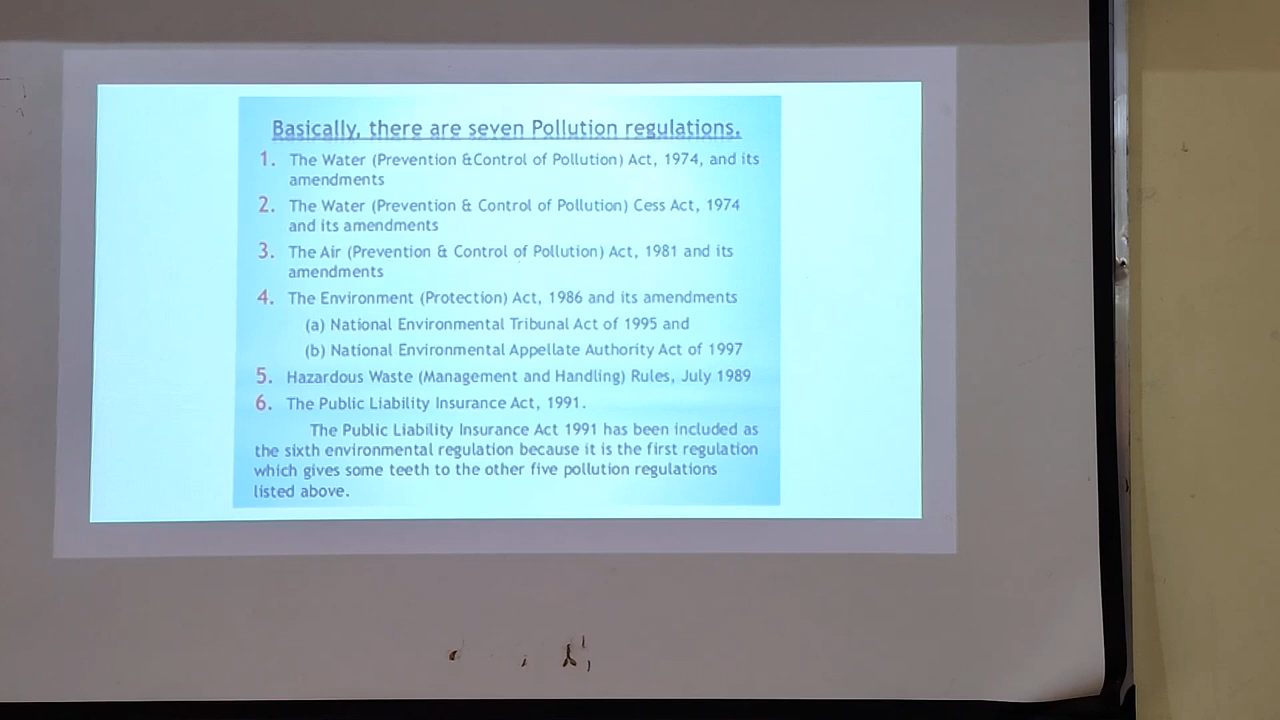 Basically, there are seven Pollution regulations.
1. The Water (Prevention &Control of Pollution) Act, 1974, and its
amendments
2. The Water (Prevention & Control of Pollution) Cess Act, 1974
and its amendments
3. The Air (Prevention & Control of Pollution) Act, 1981 and its
amendments
4. The Environment (Protection) Act, 1986 and its amendments
(a) National Environmental Tribunal Act of 1995 and
(b) National Environmental Appellate Authority Act of 1997
5. Hazardous Waste (Management and Handling) Rules, July 1989
6. The Public Liability Insurance Act, 1991.
The Public Liability Insurance Act 1991 has been included as
the sixth environmental regulation because it is the first regulation
which gives some teeth to the other five pollution regulations
listed above.